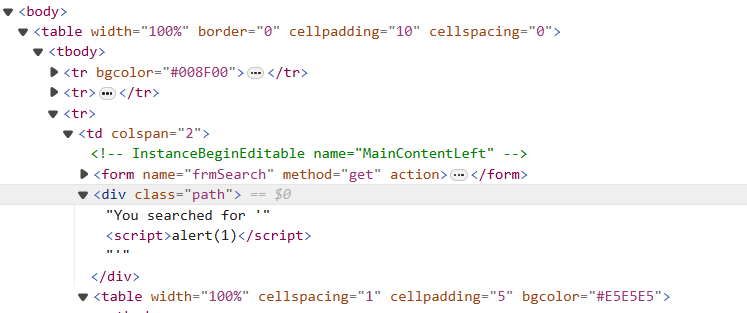 <body>
<table width="100%" border="0" cellpadding="10" cellspacing="0">
<tbody>
<tr bgcolor="#008F00"> ⋯ </tr>
<tr> ⋯ </tr>
<tr>
<td colspan="2">
<!-- InstanceBeginEditable name="MainContentLeft" -->
<form name="frmSearch" method="get" action> ⋯ </form>
<div class="path"> == $0
"You searched for '"
<script>alert(1)</script>
"'"
</div>
<table width="100%" cellspacing="1" cellpadding="5" bgcolor="#E5E5E5">